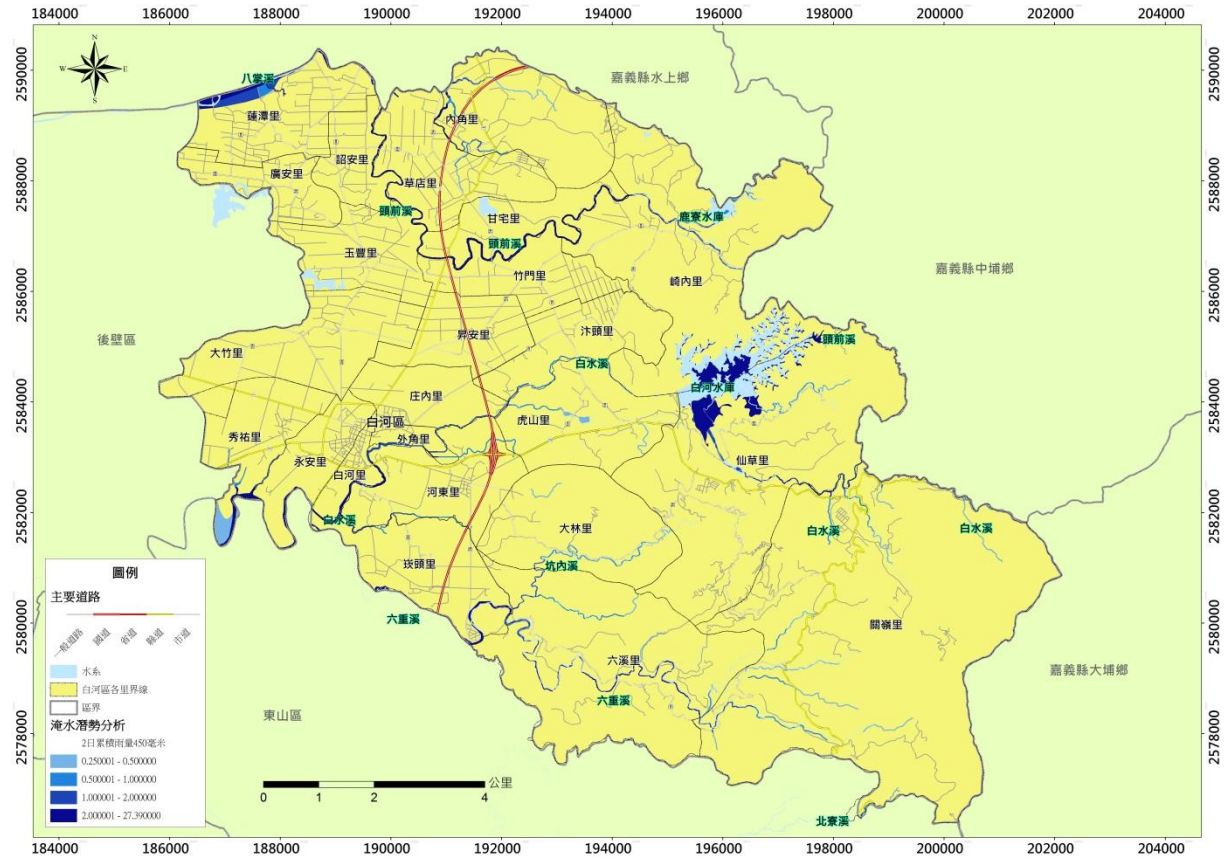 184000 186000 188000 190000 192000 194000 196000 198000 200000 202000 204000
2590000 2590000
2588000 2588000
2586000 2586000
2584000 2584000
2582000 2582000
2580000 2580000
2578000 2578000
N
W E
S
八掌溪
嘉義縣水上鄉
蓮潭里
內角里
詔安里
廣安里
草店里
頭前溪
甘宅里
鹿寮水庫
頭前溪
玉豐里
竹門里
崎內里
嘉義縣中埔鄉
後壁區
昇安里
汴頭里
頭前溪
大竹里
白水溪
白河水庫
庄內里
白河區
虎山里
秀祐里
外角里
永安里
白河里
仙草里
河東里
白水溪
大林里
白水溪
白水溪
崁頭里
坑內溪
六重溪
關嶺里
六溪里
嘉義縣大埔鄉
六重溪
東山區
北寮溪
圖例
主要道路
一般道路 國道 省道 縣道 市道
水系
白河區各里界線
區界
淹水潛勢分析
2日累積雨量450毫米
0.250001 - 0.500000
0.500001 - 1.000000
1.000001 - 2.000000
2.000001 - 27.390000
公里
0 1 2 4
184000 186000 188000 190000 192000 194000 196000 198000 200000 202000 204000